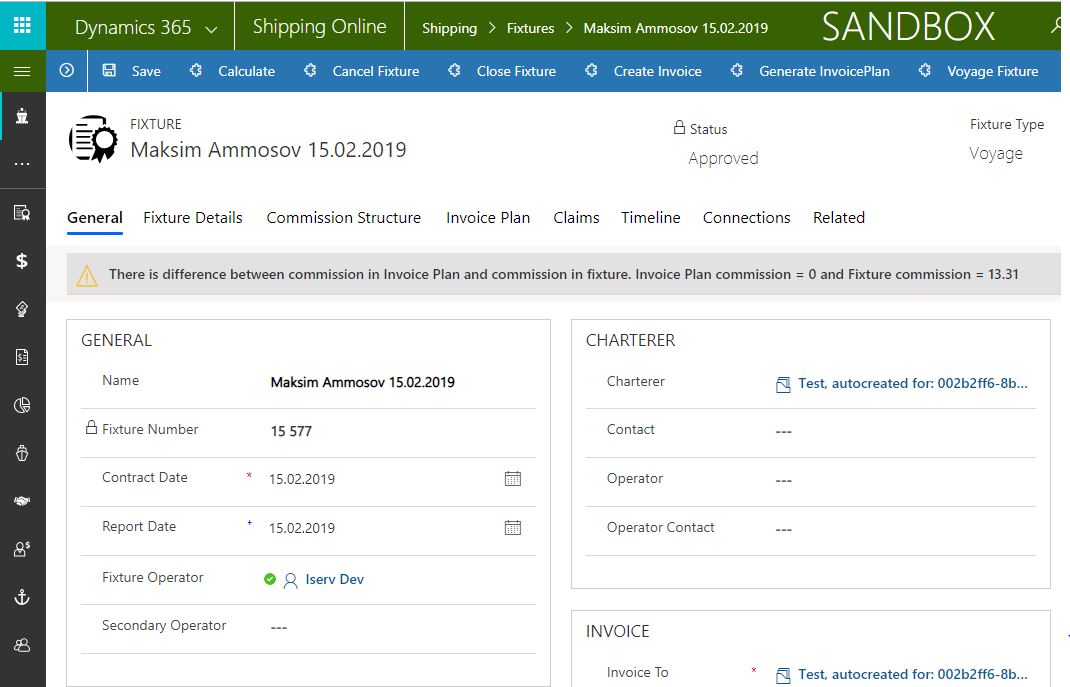 Dynamics 365 Shipping Online Shipping > Fixtures > Maksim Ammosov 15.02.2019 SANDBOX
Save Calculate Cancel Fixture Close Fixture Create Invoice Generate InvoicePlan Voyage Fixture
FIXTURE
Maksim Ammosov 15.02.2019
Status
Approved
Fixture Type
Voyage
General Fixture Details Commission Structure Invoice Plan Claims Timeline Connections Related
There is difference between commission in Invoice Plan and commission in fixture. Invoice Plan commission = 0 and Fixture commission = 13.31
GENERAL
Name Maksim Ammosov 15.02.2019
Fixture Number 15 577
Contract Date * 15.02.2019
Report Date + 15.02.2019
Fixture Operator Iserv Dev
Secondary Operator ---
CHARTERER
Charterer Test, autocreated for: 002b2ff6-8b...
Contact ---
Operator ---
Operator Contact ---
INVOICE
Invoice To * Test, autocreated for: 002b2ff6-8b...